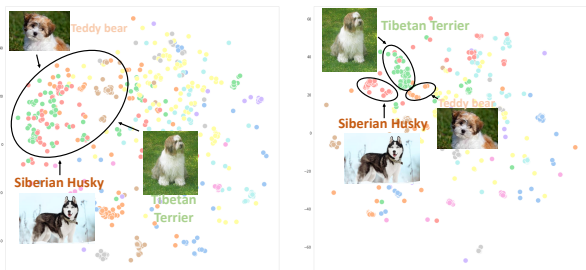 Teddy bear
Siberian Husky
Tibetan
Terrier
Tibetan Terrier
Teddy bear
Siberian Husky